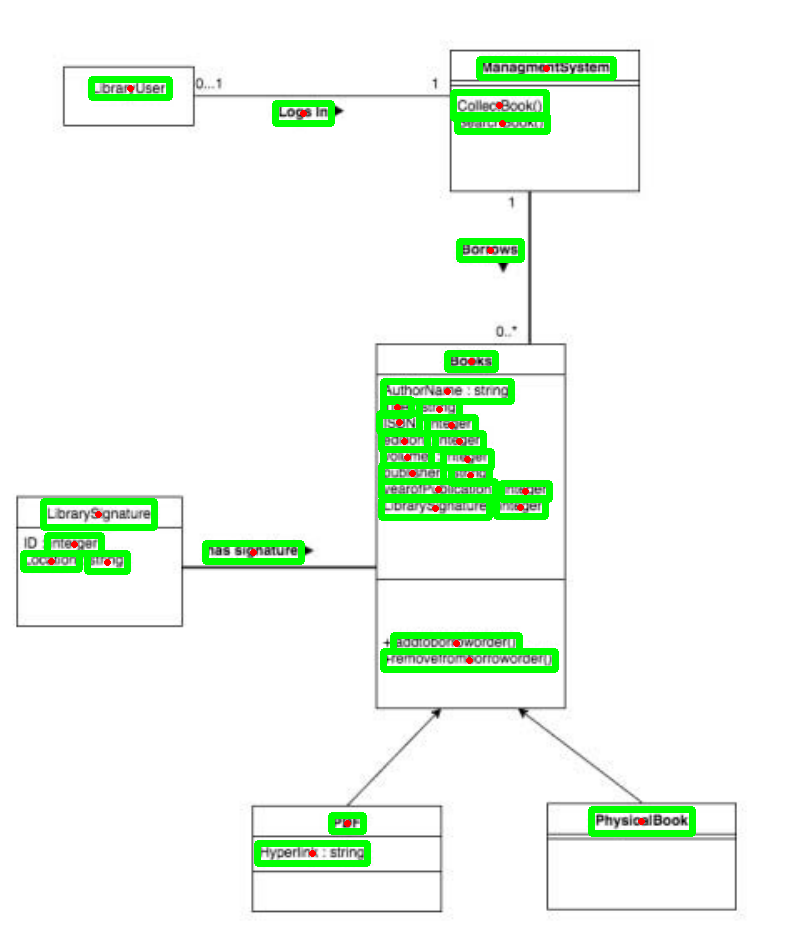 ManagmentSystem
LibraryUser
0...1
1
CollectBook()
Logs In
searchBook()
1
Borrows
0..*
Books
AuthorName : string
title : string
ISBN : integer
edition : integer
volume : integer
publisher : string
yearofPublication : integer
LibrarySignature : integer
LibrarySignature
ID : integer
Location : string
has signature
+ addtoborroworder()
+removefromborroworder()
PDF
PhysicalBook
Hyperlink : string